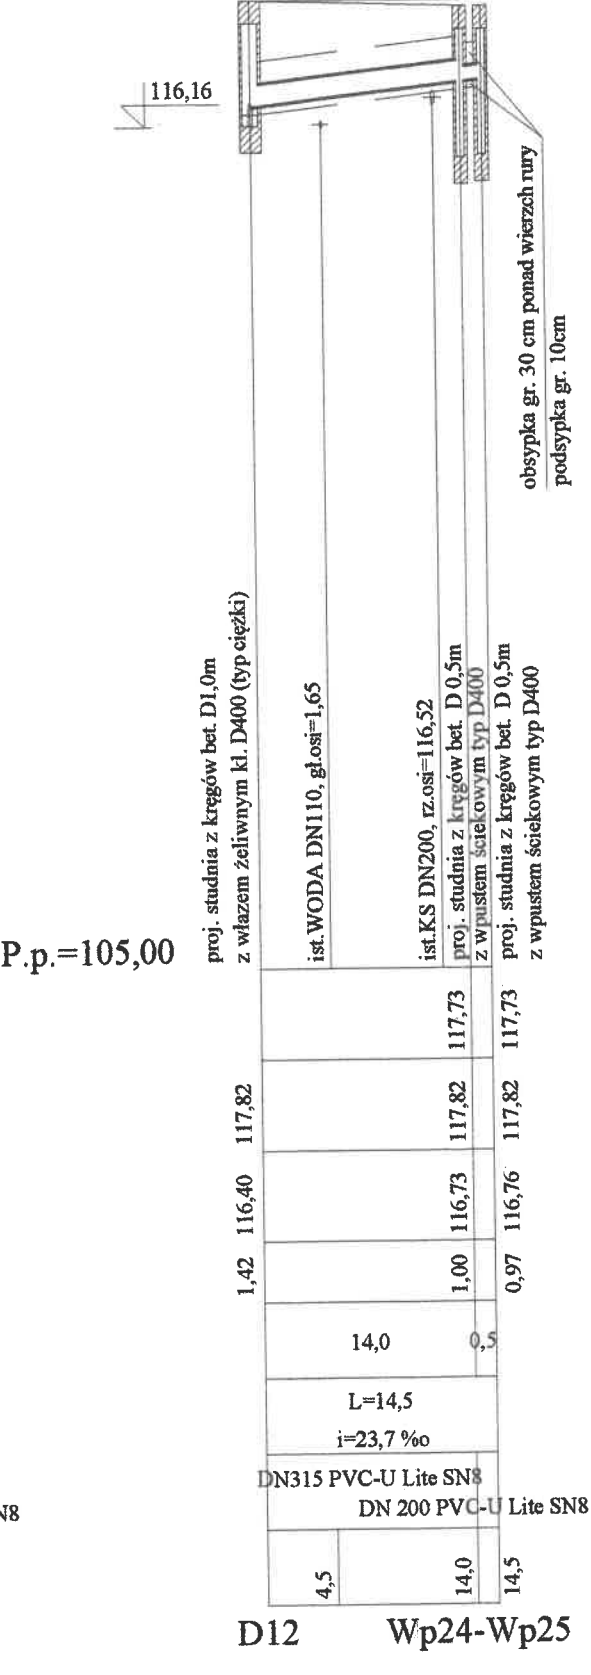 116,16
obsypka gr. 30 cm ponad wierzch rury
podsypka gr. 10cm
proj. studnia z kręgów bet. D1,0m
z włazem żeliwnym kl. D400 (typ ciężki)
ist.WODA DN110, gł.osi=1,65
ist.KS DN200, rz.osi=116,52
proj. studnia z kręgów bet. D 0,5m
z wpustem ściekowym typ D400
proj. studnia z kręgów bet. D 0,5m
z wpustem ściekowym typ D400
P.p.=105,00
117,73 117,73
117,82 117,82 117,82
116,40 116,73 116,76
1,42 1,00 0,97
14,0 0,5
L=14,5
i=23,7 ‰
DN315 PVC-U Lite SN8
DN 200 PVC-U Lite SN8
N8
4,5 14,0 14,5
D12 Wp24-Wp25